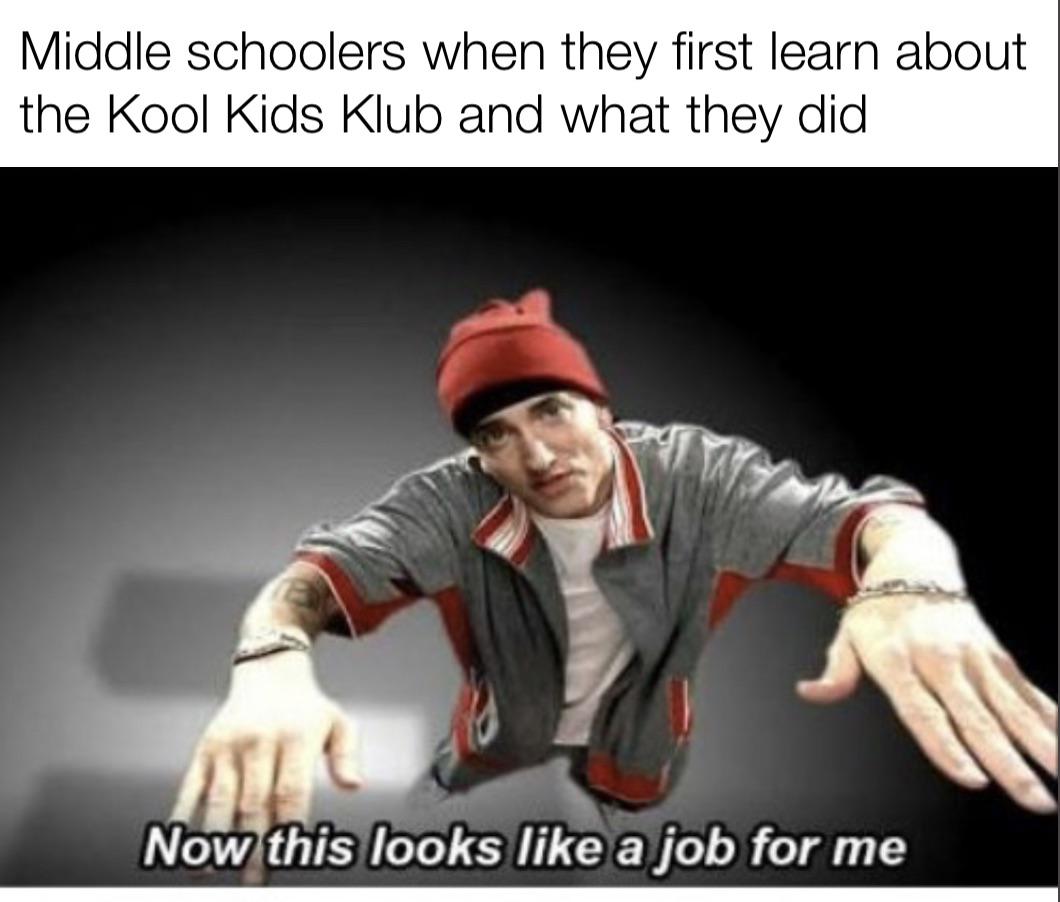 Middle schoolers when they first learn about
the Kool Kids Klub and what they did
Now this looks like a job for me